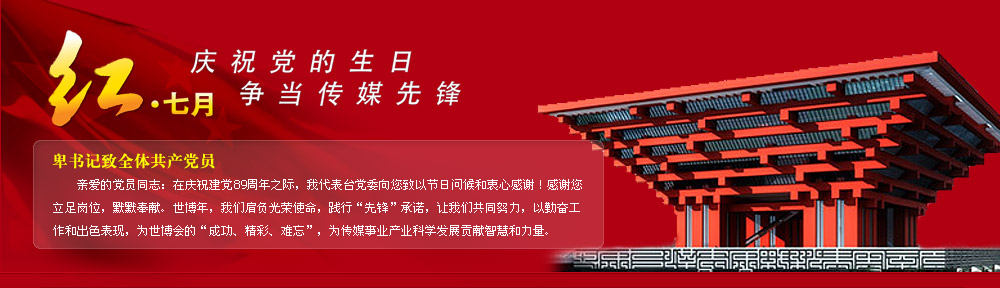 红·七月
庆祝党的生日
争当传媒先锋
卑书记致全体共产党员
亲爱的党员同志：在庆祝建党89周年之际，我代表台党委向您致以节日问候和衷心感谢！感谢您
立足岗位，默默奉献。世博年，我们肩负光荣使命，践行“先锋”承诺，让我们共同努力，以勤奋工
作和出色表现，为世博会的“成功、精彩、难忘”，为传媒事业产业科学发展贡献智慧和力量。